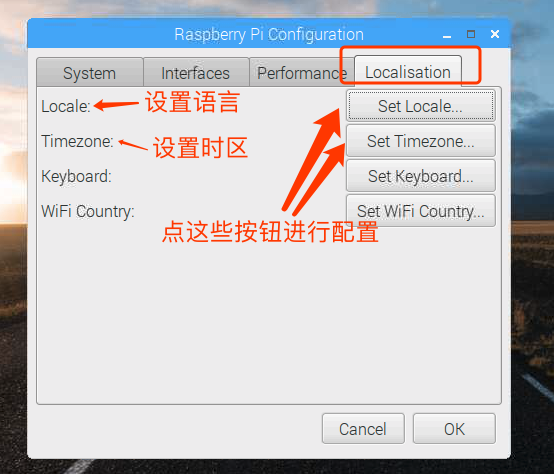 Raspberry Pi Configuration
System Interfaces Performance Localisation
Locale: 设置语言 Set Locale...
Timezone: 设置时区 Set Timezone...
Keyboard: Set Keyboard...
WiFi Country: Set WiFi Country...
点这些按钮进行配置
Cancel OK